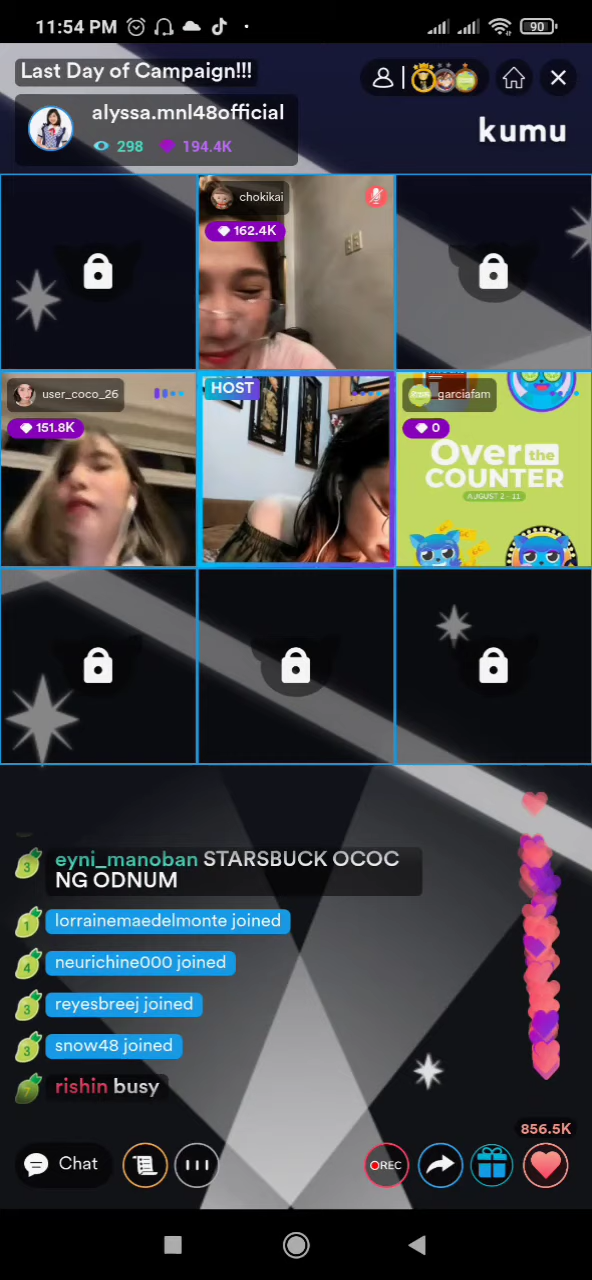 11:54 PM
90
Last Day of Campaign!!!
alyssa.mnl48official
298
194.4K
kumu
chokikai
162.4K
user_coco_26
151.8K
HOST
garciafam
0
Over the
COUNTER
AUGUST 2 - 11
3
eyni_manoban STARSBUCK OCOC
NG ODNUM
1
lorrainemaedelmonte joined
4
neurichine000 joined
3
reyesbreej joined
3
snow48 joined
7
rishin busy
856.5K
Chat
REC